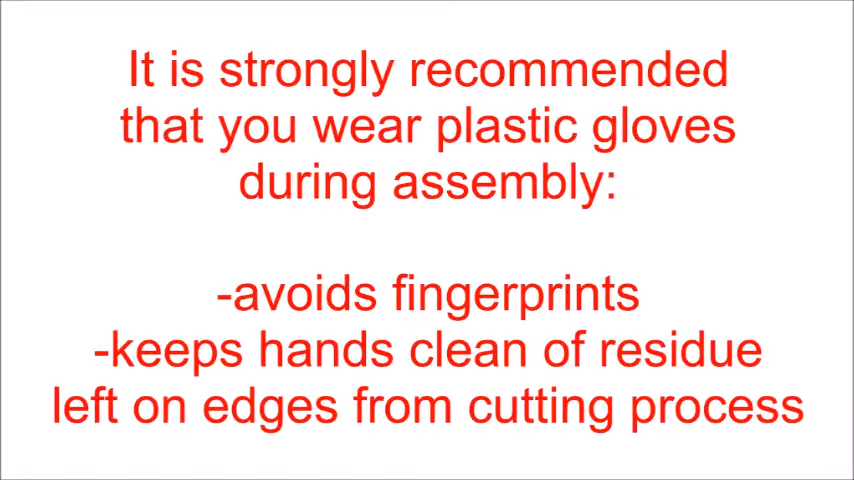 It is strongly recommended
that you wear plastic gloves
during assembly:
-avoids fingerprints
-keeps hands clean of residue
left on edges from cutting process